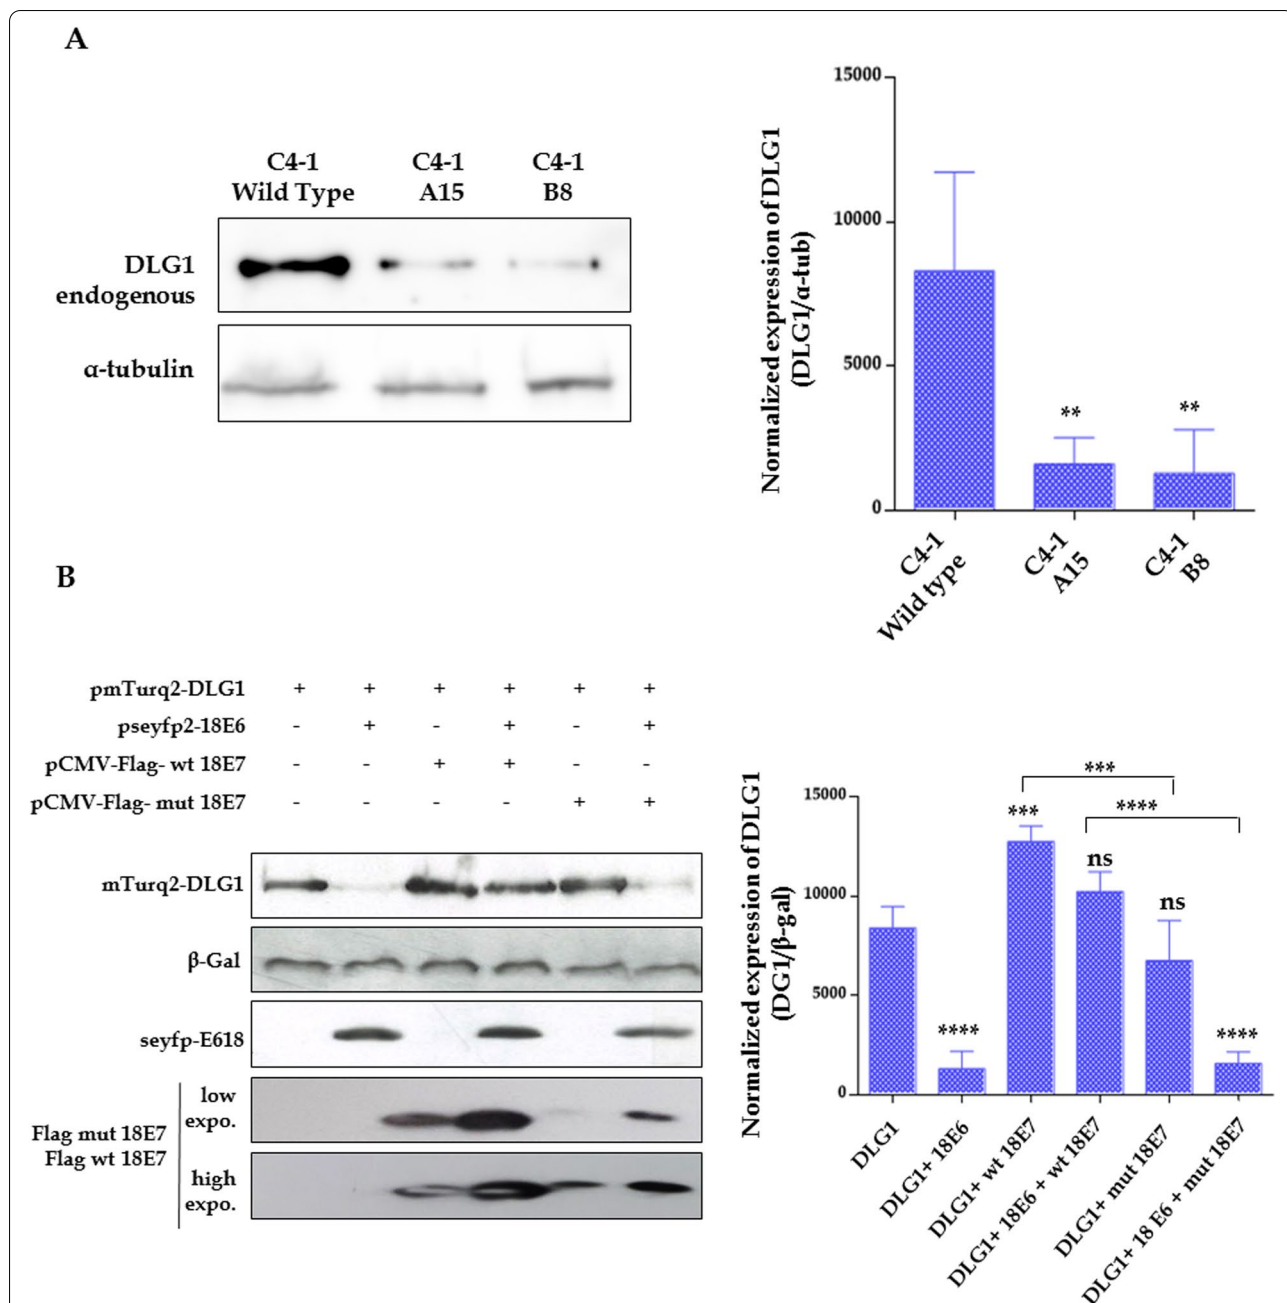 A
C4-1
Wild Type
C4-1
A15
C4-1
B8
DLG1
endogenous
α-tubulin
Normalized expression of DLG1
(DLG1/α-tub)
15000
10000
5000
0
**
**
C4-1
Wild type
C4-1
A15
C4-1
B8
B
pmTurq2-DLG1 + + + + + +
pseyfp2-18E6 - + - + - +
pCMV-Flag- wt 18E7 - - + + - -
pCMV-Flag- mut 18E7 - - - - + +
mTurq2-DLG1
β-Gal
seyfp-E618
Flag mut 18E7
Flag wt 18E7
low
expo.
high
expo.
Normalized expression of DLG1
(DG1/β-gal)
15000
10000
5000
0
***
****
****
***
ns
ns
****
DLG1
DLG1+ 18E6
DLG1+ wt 18E7
DLG1+ 18E6 + wt 18E7
DLG1+ mut 18E7
DLG1+ 18 E6 + mut 18E7